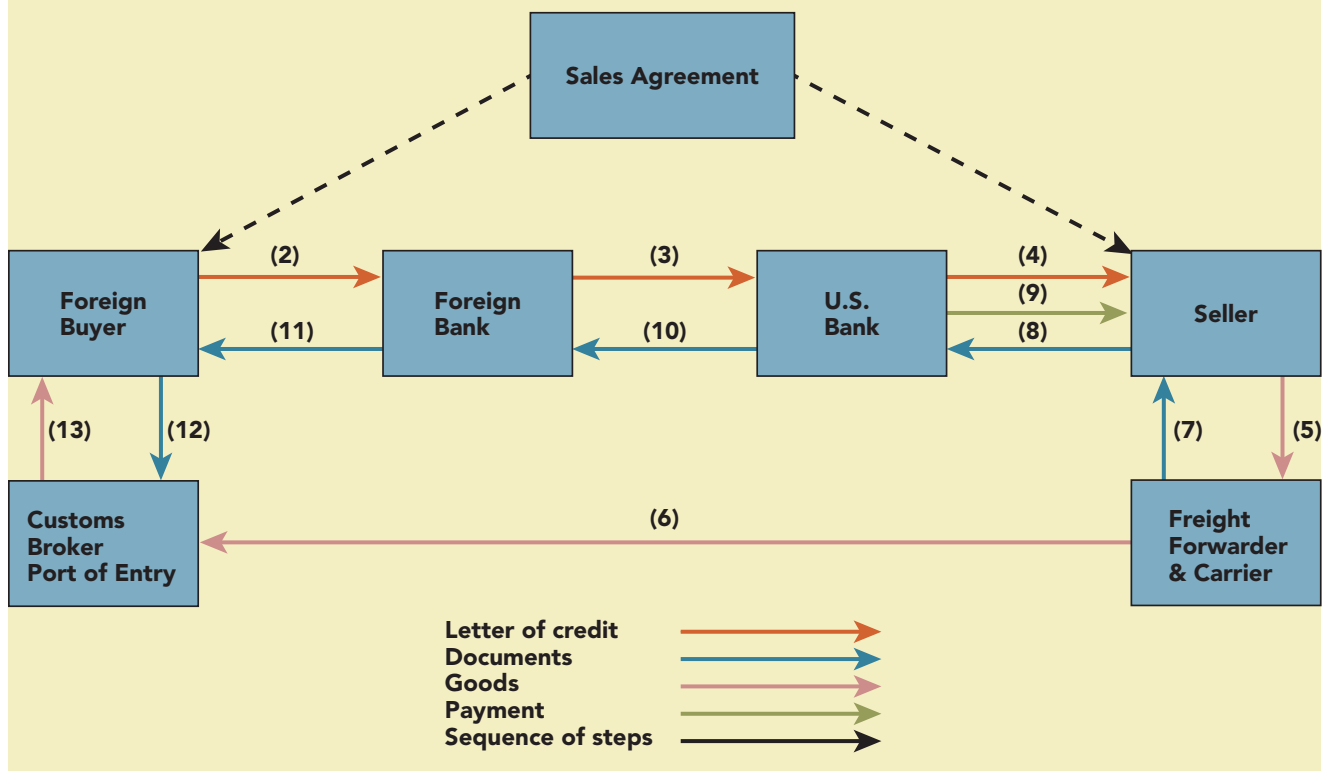 Sales Agreement
(2)
(3)
(4)
(9)
Foreign
Buyer
Foreign
Bank
U.S.
Bank
Seller
(11)
(10)
(8)
(13)
(12)
(7)
(5)
Customs
Broker
Port of Entry
(6)
Freight
Forwarder
& Carrier
Letter of credit
Documents
Goods
Payment
Sequence of steps